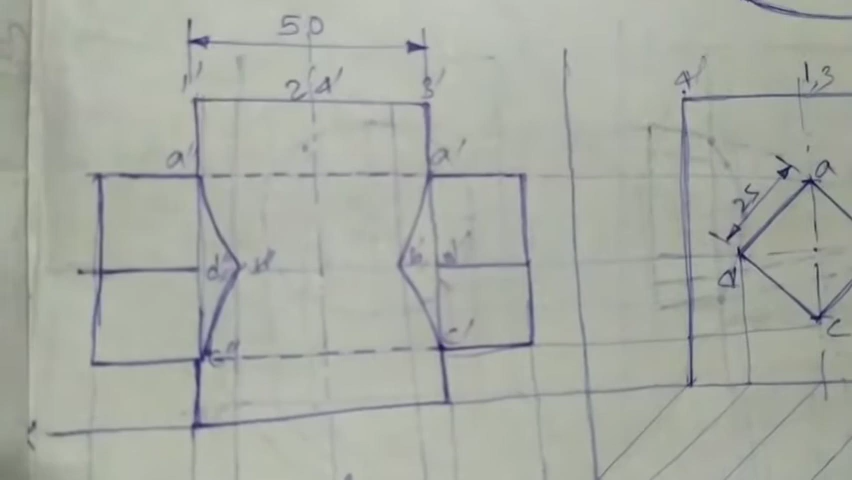 50
1' 2'4' 3' 4' 1,3
a' a' a
25
d' b' b' d' d
c' c' c